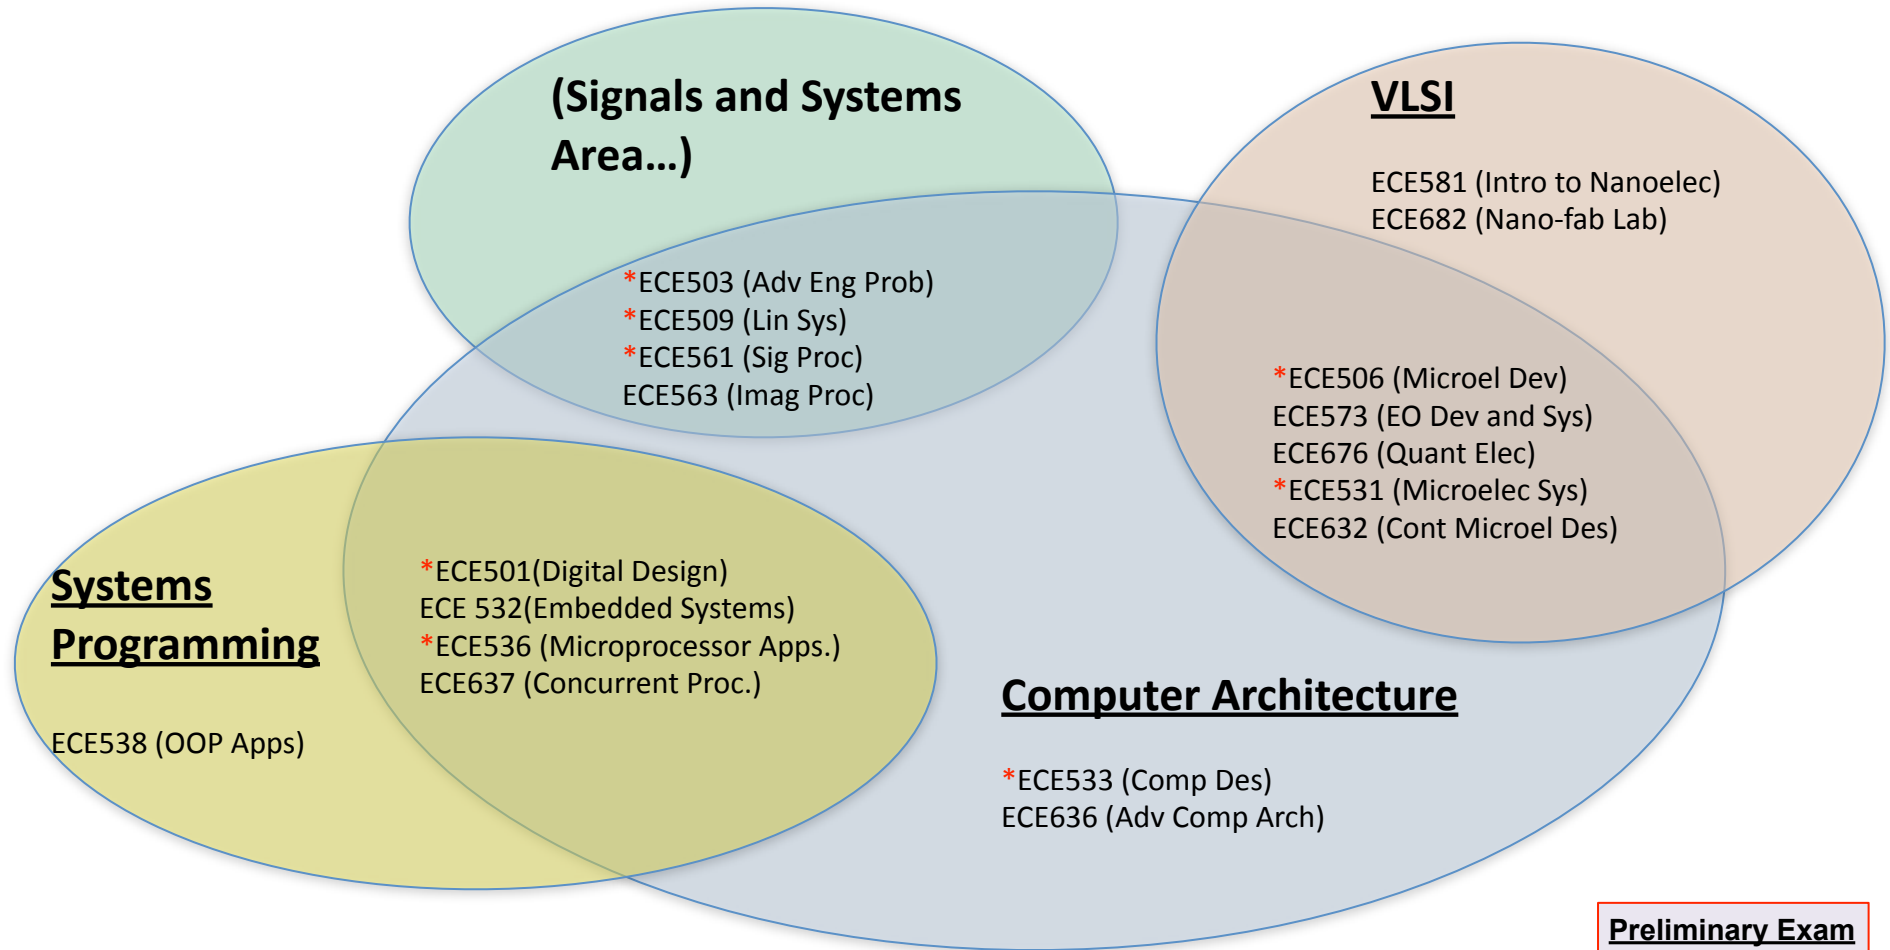 (Signals and Systems
Area…)
*ECE503 (Adv Eng Prob)
*ECE509 (Lin Sys)
*ECE561 (Sig Proc)
ECE563 (Imag Proc)
VLSI
ECE581 (Intro to Nanoelec)
ECE682 (Nano-fab Lab)
*ECE506 (Microel Dev)
ECE573 (EO Dev and Sys)
ECE676 (Quant Elec)
*ECE531 (Microelec Sys)
ECE632 (Cont Microel Des)
Systems
Programming
ECE538 (OOP Apps)
*ECE501(Digital Design)
ECE 532(Embedded Systems)
*ECE536 (Microprocessor Apps.)
ECE637 (Concurrent Proc.)
Computer Architecture
*ECE533 (Comp Des)
ECE636 (Adv Comp Arch)
Preliminary Exam